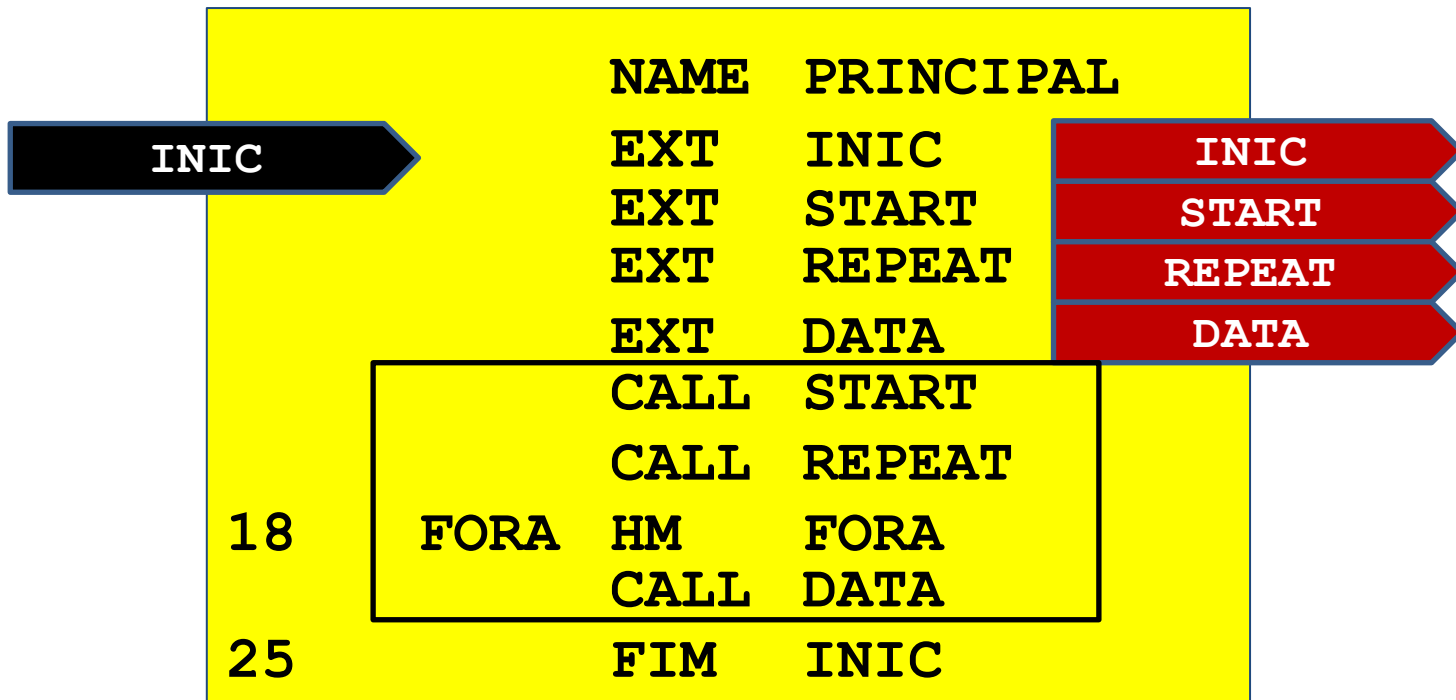 NAME PRINCIPAL
INIC EXT INIC INIC
EXT START START
EXT REPEAT REPEAT
EXT DATA DATA
CALL START
CALL REPEAT
18 FORA HM FORA
CALL DATA
25 FIM INIC